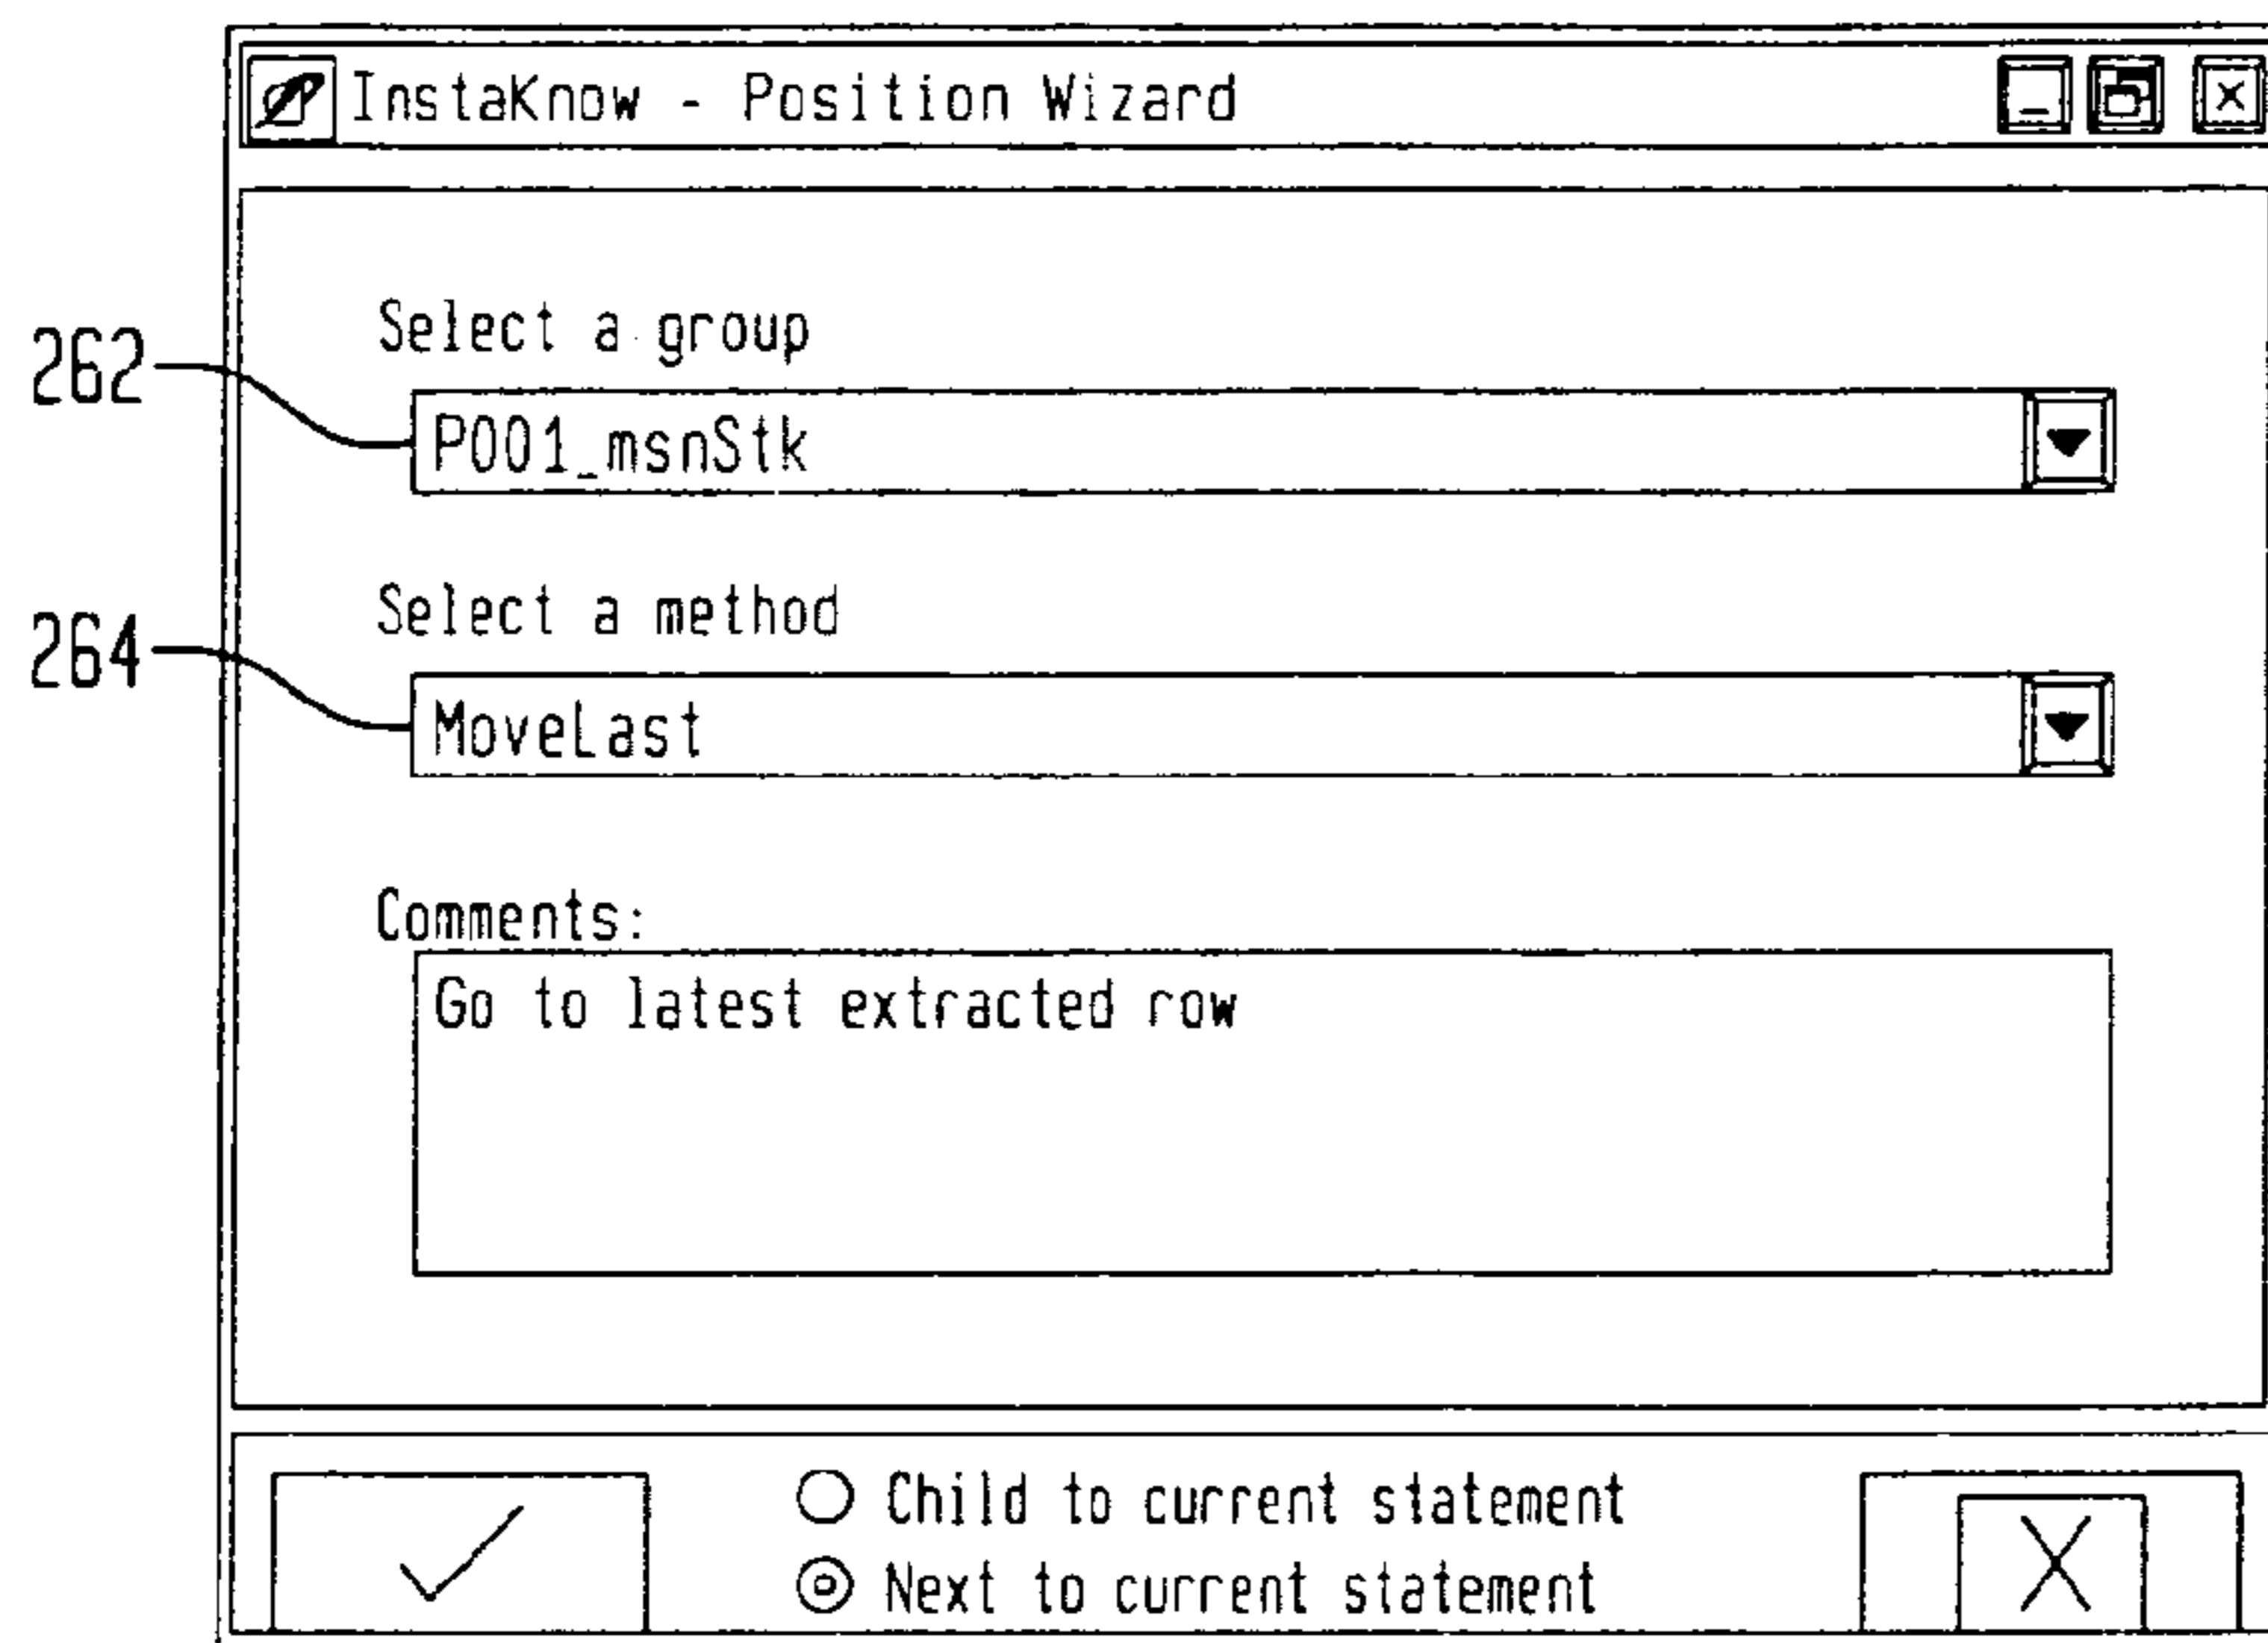 InstaKnow - Position Wizard
Select a group
262
P001_msnStk
Select a method
264
MoveLast
Comments:
Go to latest extracted row
Child to current statement
Next to current statement